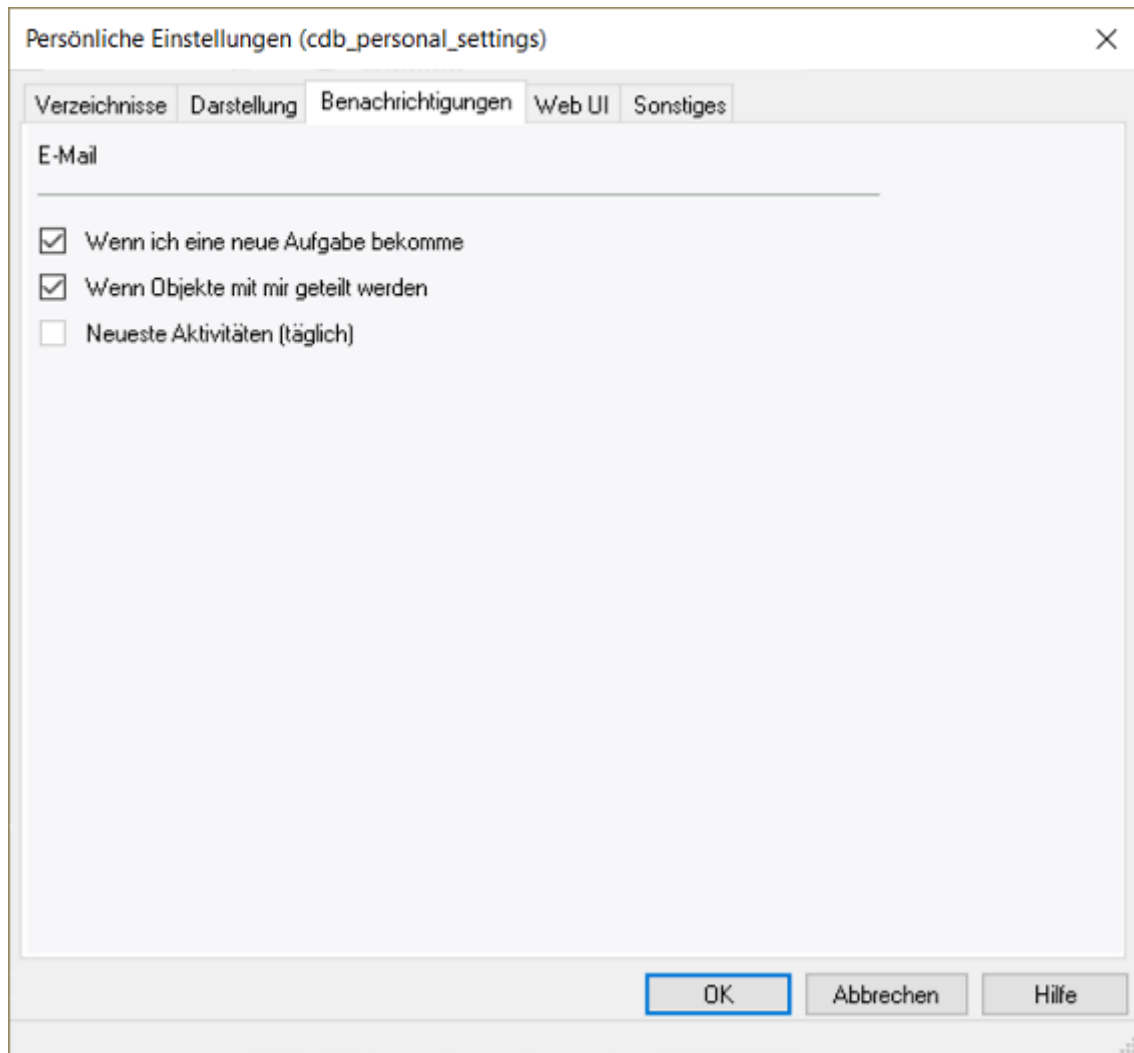 Persönliche Einstellungen (cdb_personal_settings)
Verzeichnisse Darstellung Benachrichtigungen Web UI Sonstiges
E-Mail
Wenn ich eine neue Aufgabe bekomme
Wenn Objekte mit mir geteilt werden
Neueste Aktivitäten (täglich)
OK Abbrechen Hilfe